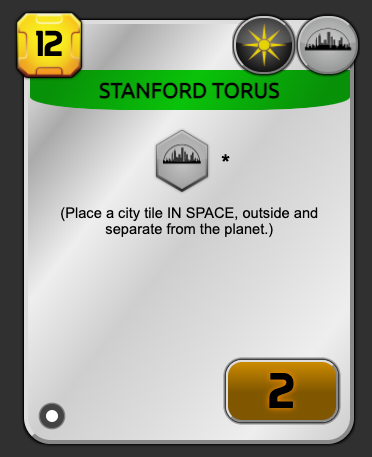 12
STANFORD TORUS
*
(Place a city tile IN SPACE, outside and
separate from the planet.)
2